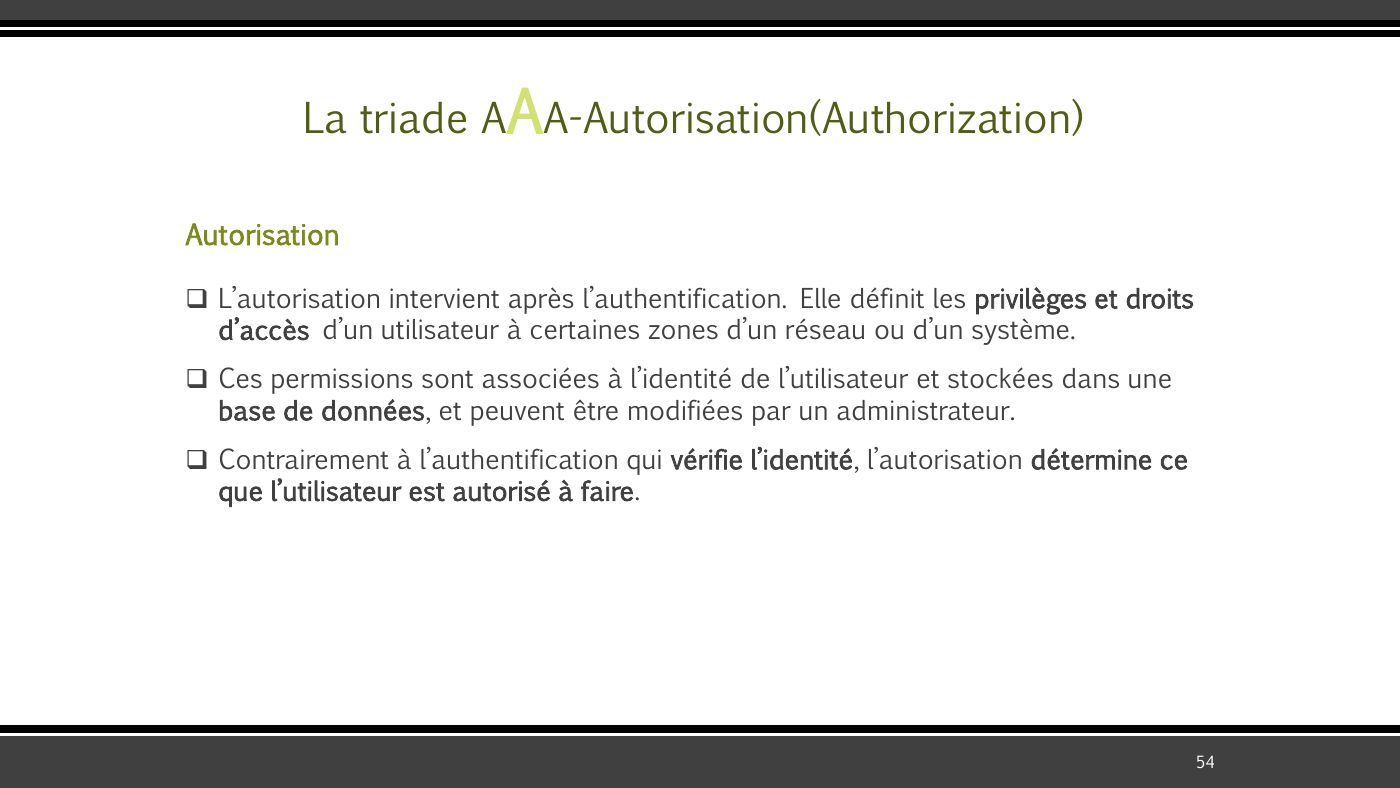 La triade AAA-Autorisation(Authorization)
Autorisation
❑ L’autorisation intervient après l’authentification. Elle définit les privilèges et droits
d’accès d’un utilisateur à certaines zones d’un réseau ou d’un système.
❑ Ces permissions sont associées à l’identité de l’utilisateur et stockées dans une
base de données, et peuvent être modifiées par un administrateur.
❑ Contrairement à l’authentification qui vérifie l’identité, l’autorisation détermine ce
que l’utilisateur est autorisé à faire.
54